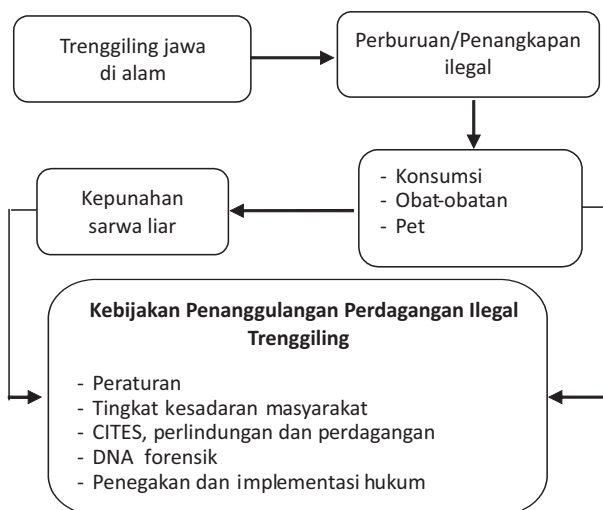 Trenggiling jawa
di alam
Perburuan/Penangkapan
ilegal
- Konsumsi
- Obat-obatan
- Pet
Kepunahan
sarwa liar
Kebijakan Penanggulangan Perdagangan Ilegal
Trenggiling
- Peraturan
- Tingkat kesadaran masyarakat
- CITES, perlindungan dan perdagangan
- DNA forensik
- Penegakan dan implementasi hukum